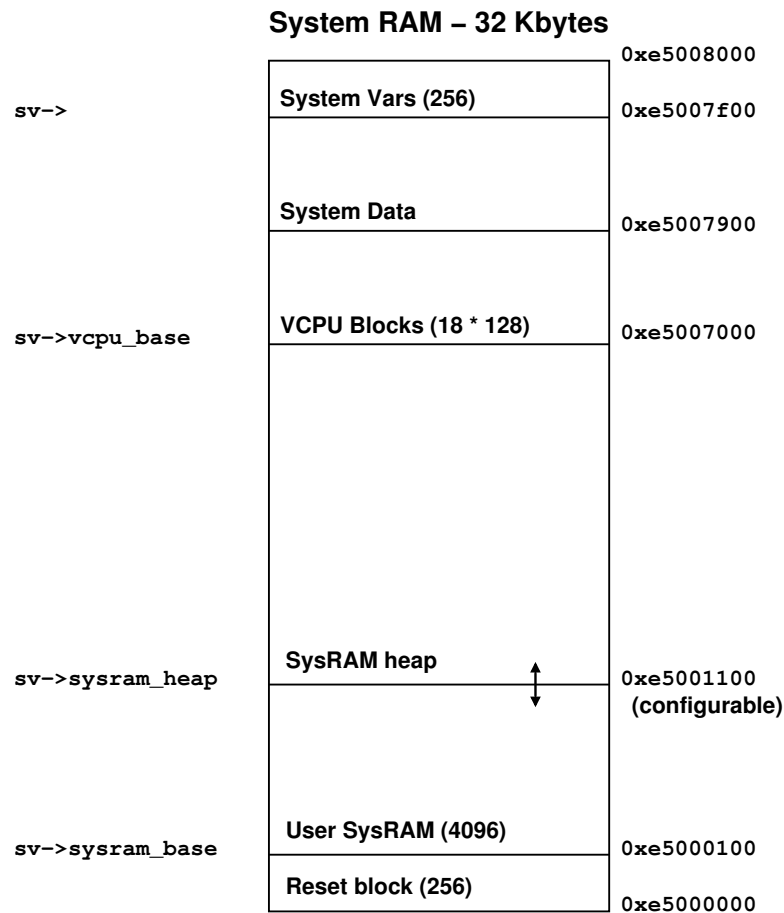 System RAM – 32 Kbytes
0xe5008000
System Vars (256)
sv–>
0xe5007f00
System Data
0xe5007900
VCPU Blocks (18 * 128)
sv–>vcpu_base
0xe5007000
SysRAM heap
sv–>sysram_heap
0xe5001100
(configurable)
User SysRAM (4096)
sv–>sysram_base
0xe5000100
Reset block (256)
0xe5000000